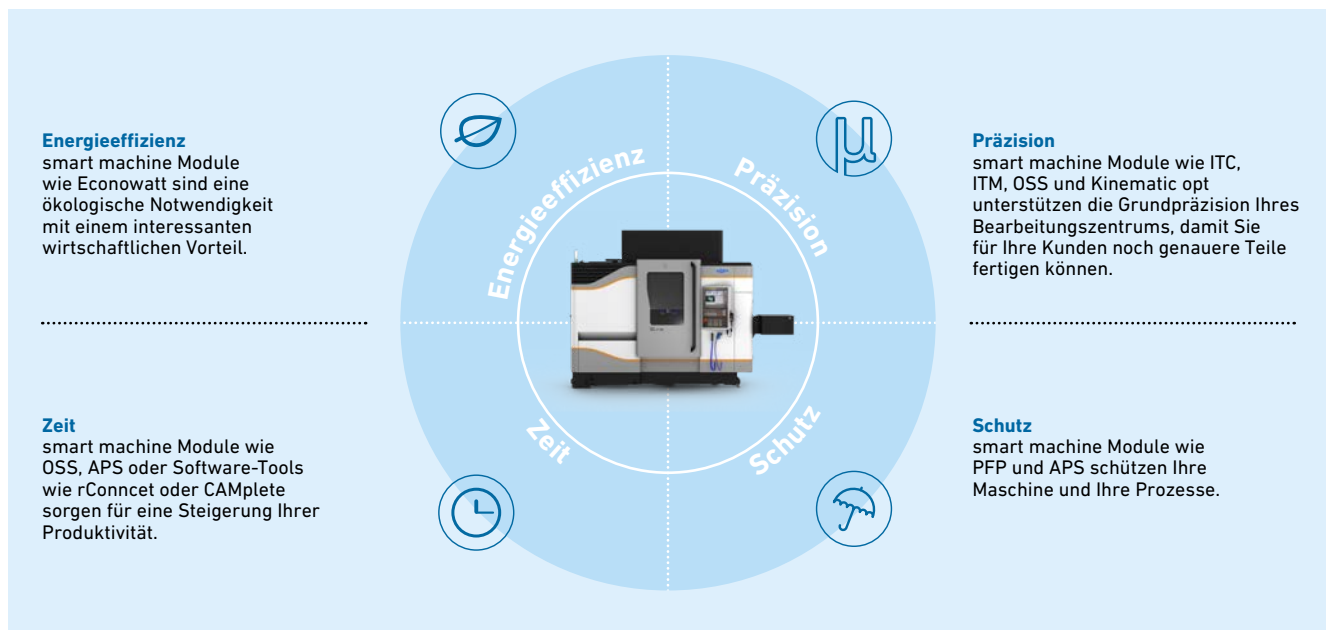 Energieeffizienz
smart machine Module
wie Econowatt sind eine
ökologische Notwendigkeit
mit einem interessanten
wirtschaftlichen Vorteil.
Zeit
smart machine Module wie
OSS, APS oder Software-Tools
wie rConncet oder CAMplete
sorgen für eine Steigerung Ihrer
Produktivität.
Energieeffizienz
Präzision
Zeit
Schutz
µ
Präzision
smart machine Module wie ITC,
ITM, OSS und Kinematic opt
unterstützen die Grundpräzision Ihres
Bearbeitungszentrums, damit Sie
für Ihre Kunden noch genauere Teile
fertigen können.
Schutz
smart machine Module wie
PFP und APS schützen Ihre
Maschine und Ihre Prozesse.